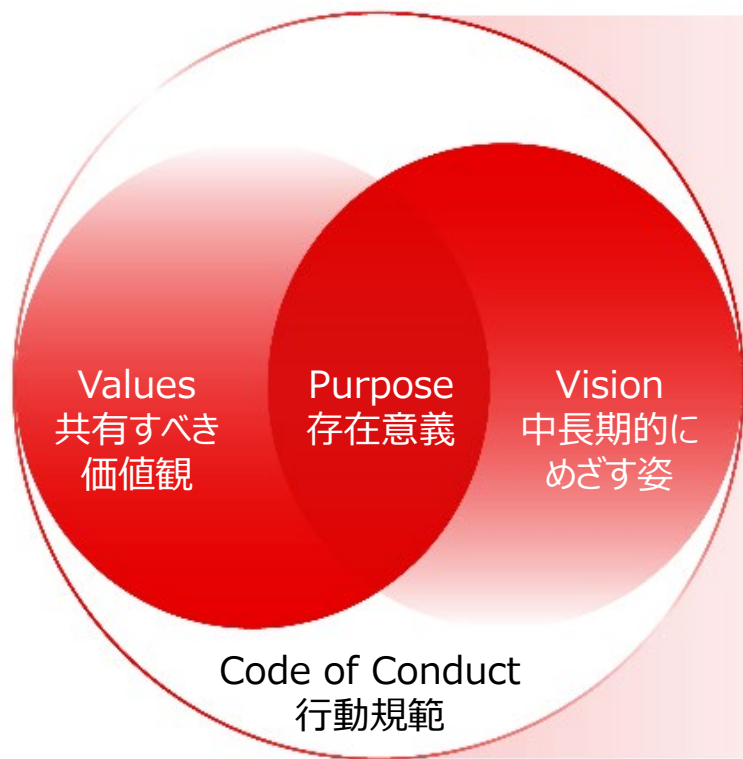 Values
共有すべき
価値観
Purpose
存在意義
Vision
中長期的に
めざす姿
Code of Conduct
行動規範